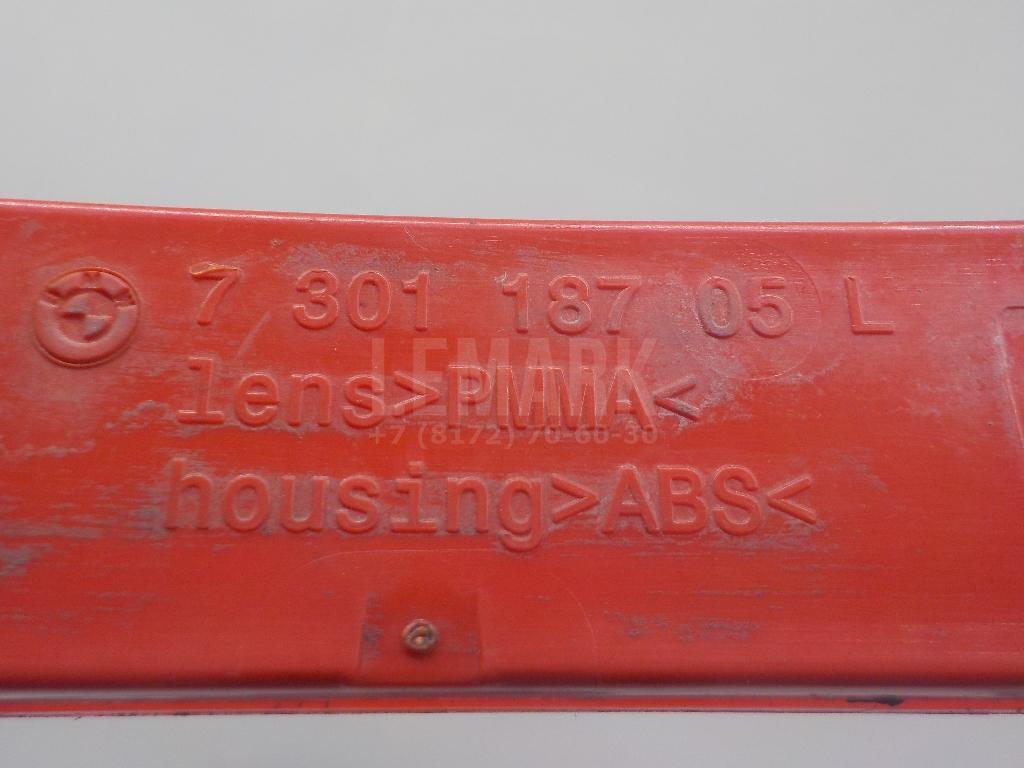 7 301 187 05 L
lens>PMMA<
housing>ABS<
LEMARK
+7 (8172) 70-60-30